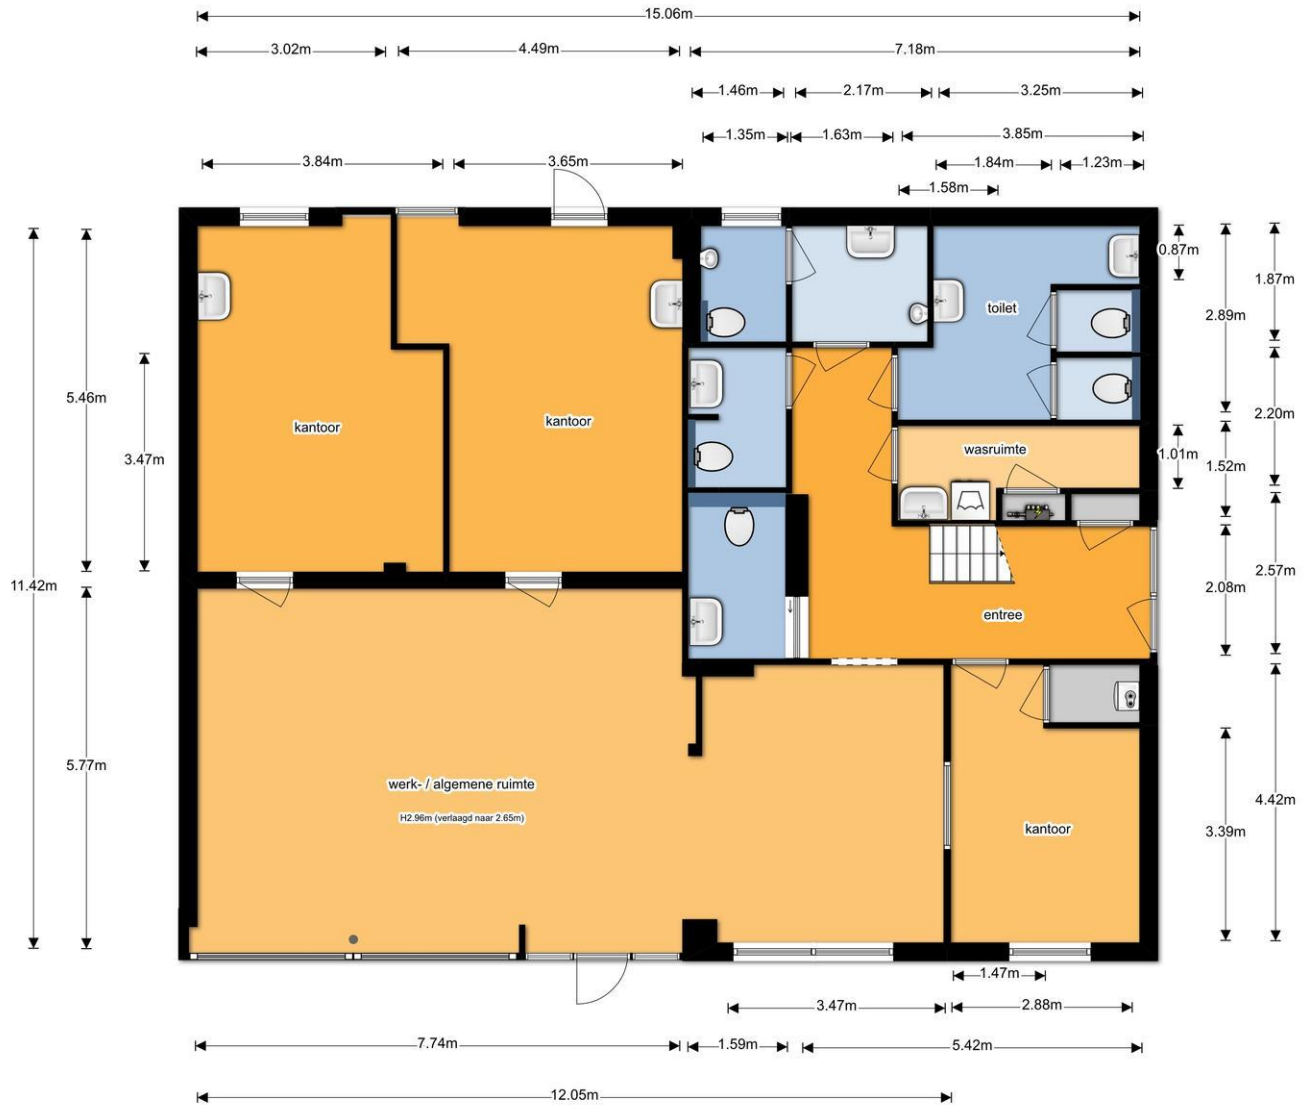 15.06m
3.02m
4.49m
7.18m
1.46m
2.17m
3.25m
1.35m
1.63m
3.85m
3.84m
3.65m
1.84m
1.23m
1.58m
0.87m
1.87m
2.89m
toilet
5.46m
kantoor
kantoor
2.20m
3.47m
wasruimte
1.01m
1.52m
11.42m
2.57m
2.08m
entree
5.77m
werk- / algemene ruimte
H2.96m (verlaagd naar 2.65m)
kantoor
4.42m
3.39m
1.47m
3.47m
2.88m
7.74m
1.59m
5.42m
12.05m